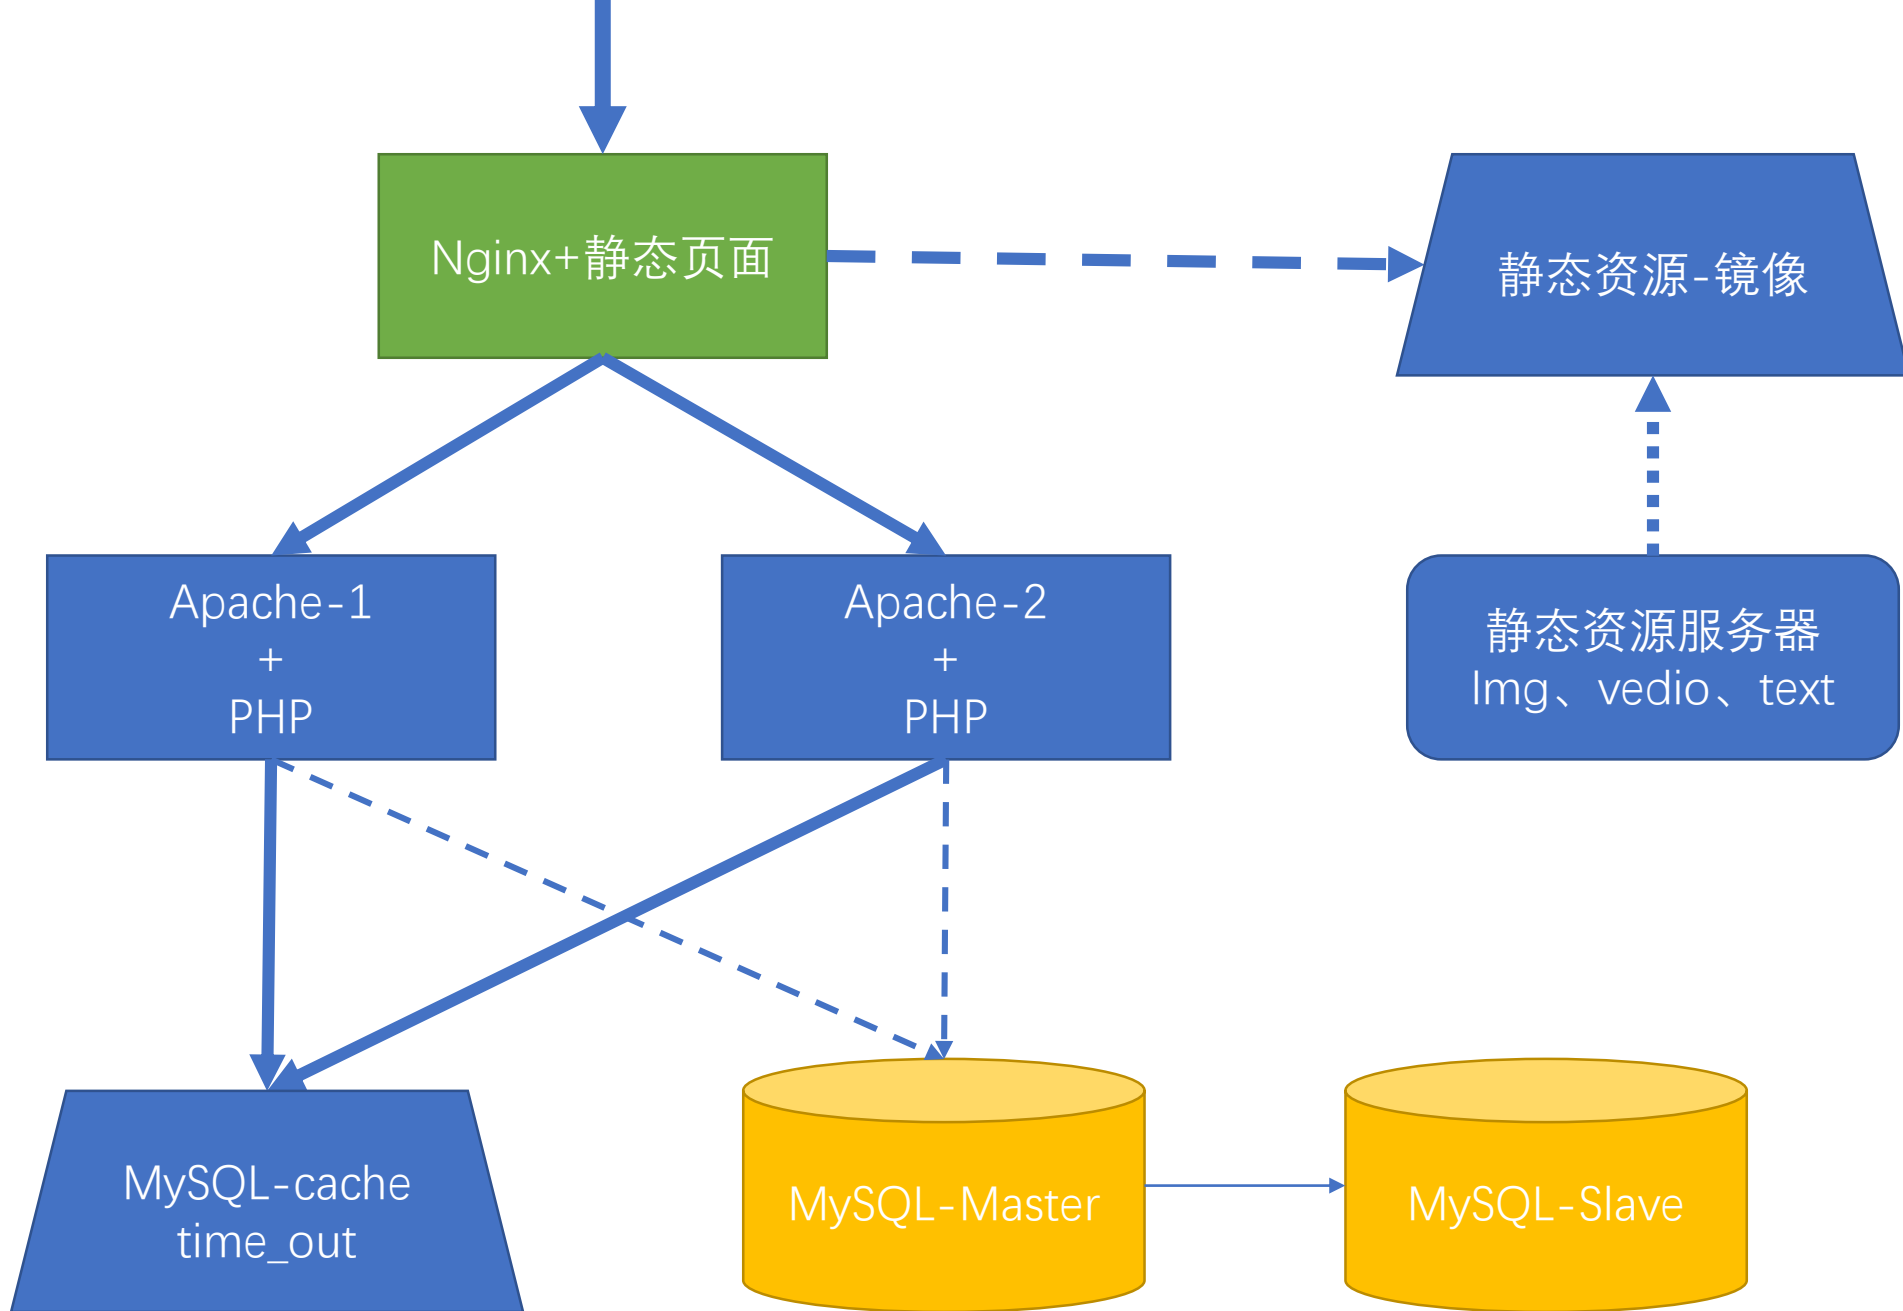 Nginx+静态页面
静态资源-镜像
Apache-1
+
PHP
Apache-2
+
PHP
静态资源服务器
Img、vedio、text
MySQL-cache
time_out
MySQL-Master
MySQL-Slave